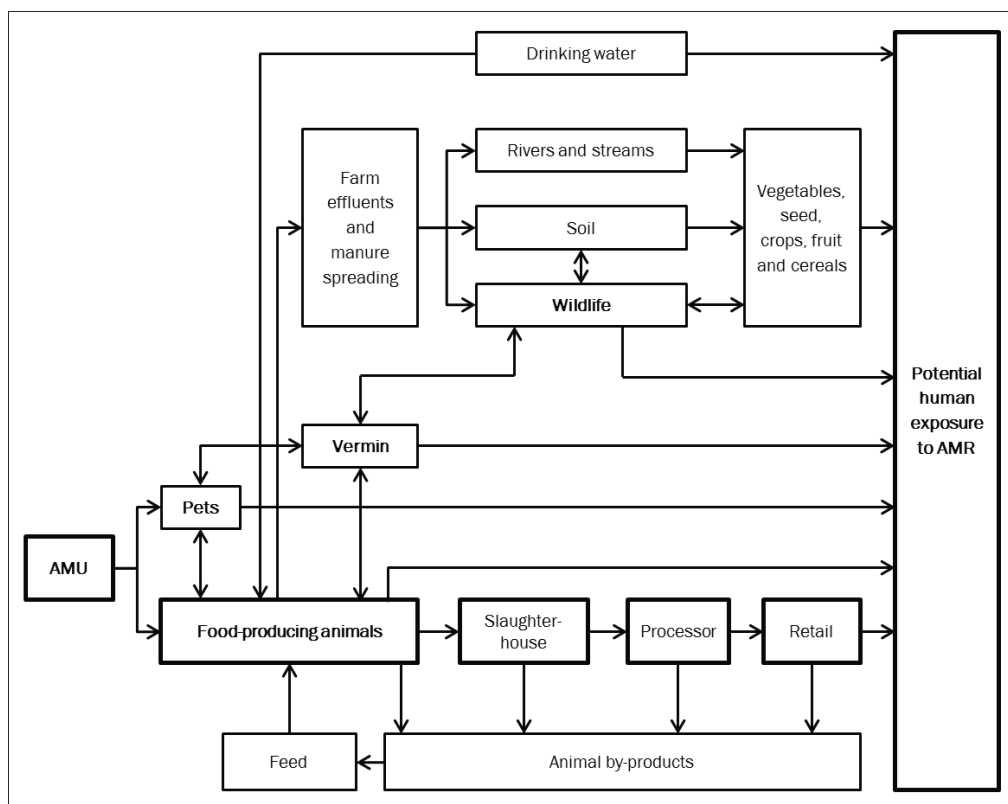 Drinking water
Rivers and streams
Farm
effluents
and
manure
spreading
Soil
Vegetables,
seed,
crops, fruit
and cereals
Wildlife
Potential
human
exposure
to AMR
Vermin
Pets
AMU
Food-producing animals
Slaughter-
house
Processor
Retail
Feed
Animal by-products